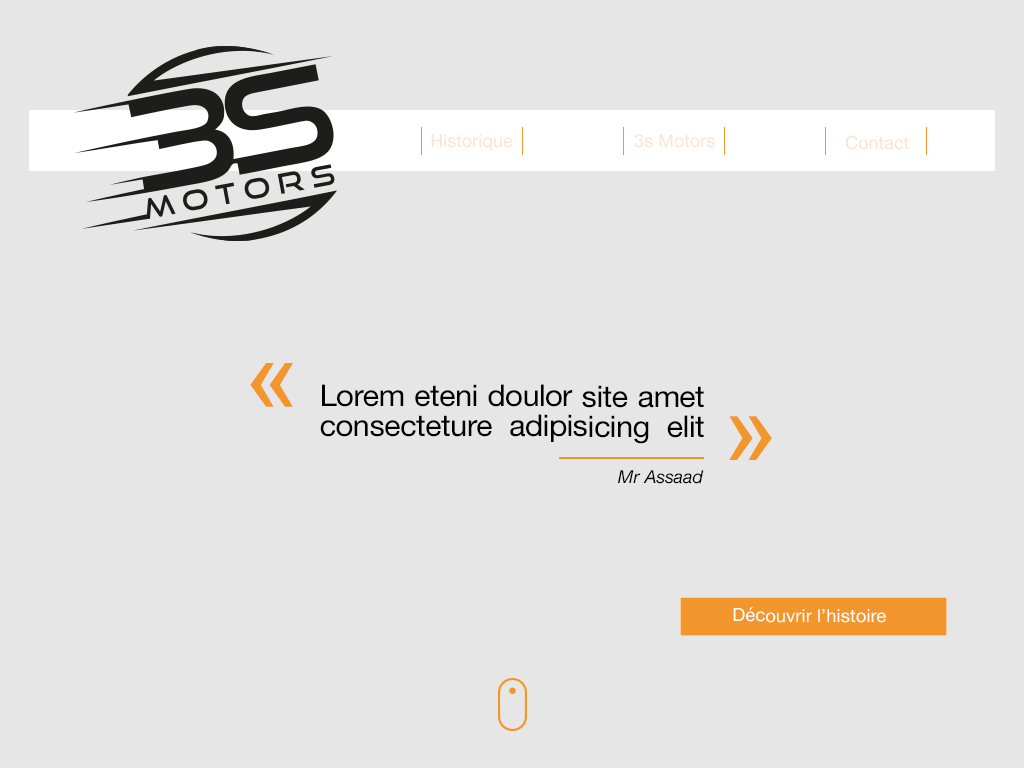 3S
MOTORS
Historique
3s Motors
Contact
« Lorem eteni doulor site amet
consecteture adipisicing elit »
Mr Assaad
Découvrir l’histoire